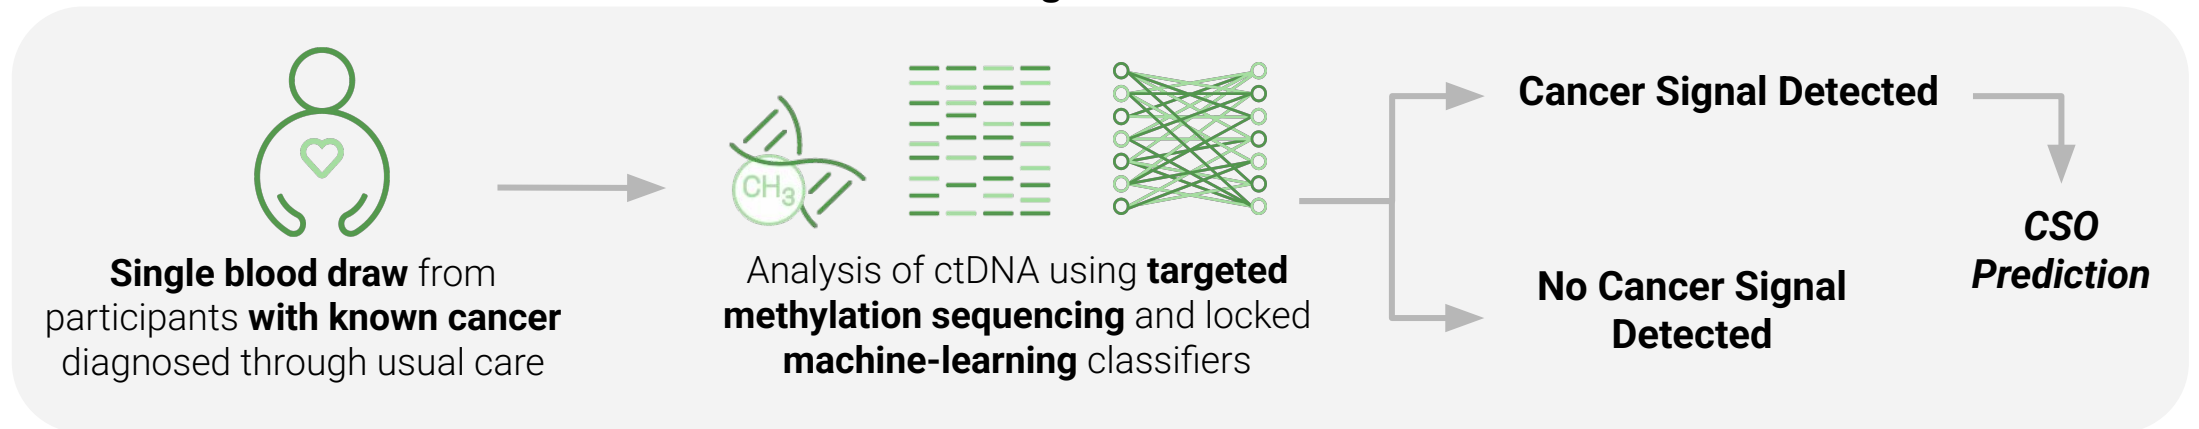 Single blood draw from
participants with known cancer
diagnosed through usual care
CH3
Analysis of ctDNA using targeted
methylation sequencing and locked
machine-learning classifiers
Cancer Signal Detected
No Cancer Signal
Detected
CSO
Prediction